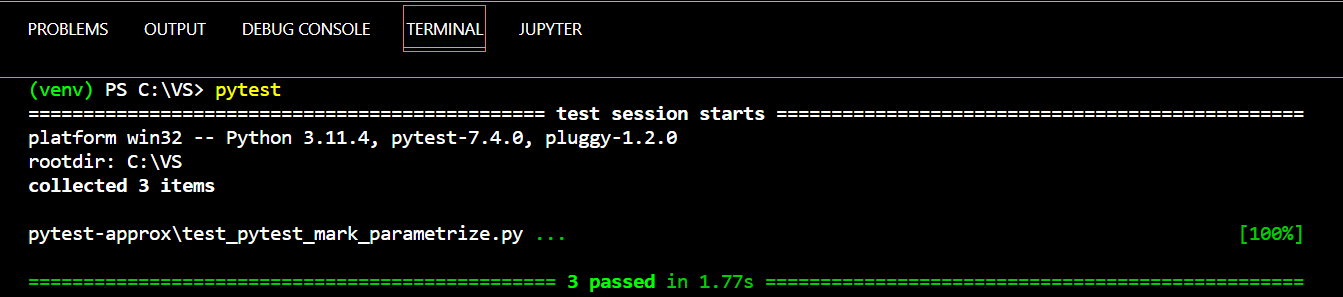 PROBLEMS OUTPUT DEBUG CONSOLE TERMINAL JUPYTER
(venv) PS C:\VS> pytest
=============================================== test session starts ================================================
platform win32 -- Python 3.11.4, pytest-7.4.0, pluggy-1.2.0
rootdir: C:\VS
collected 3 items
pytest-approx\test_pytest_mark_parametrize.py ... [100%]
================================================ 3 passed in 1.77s =================================================